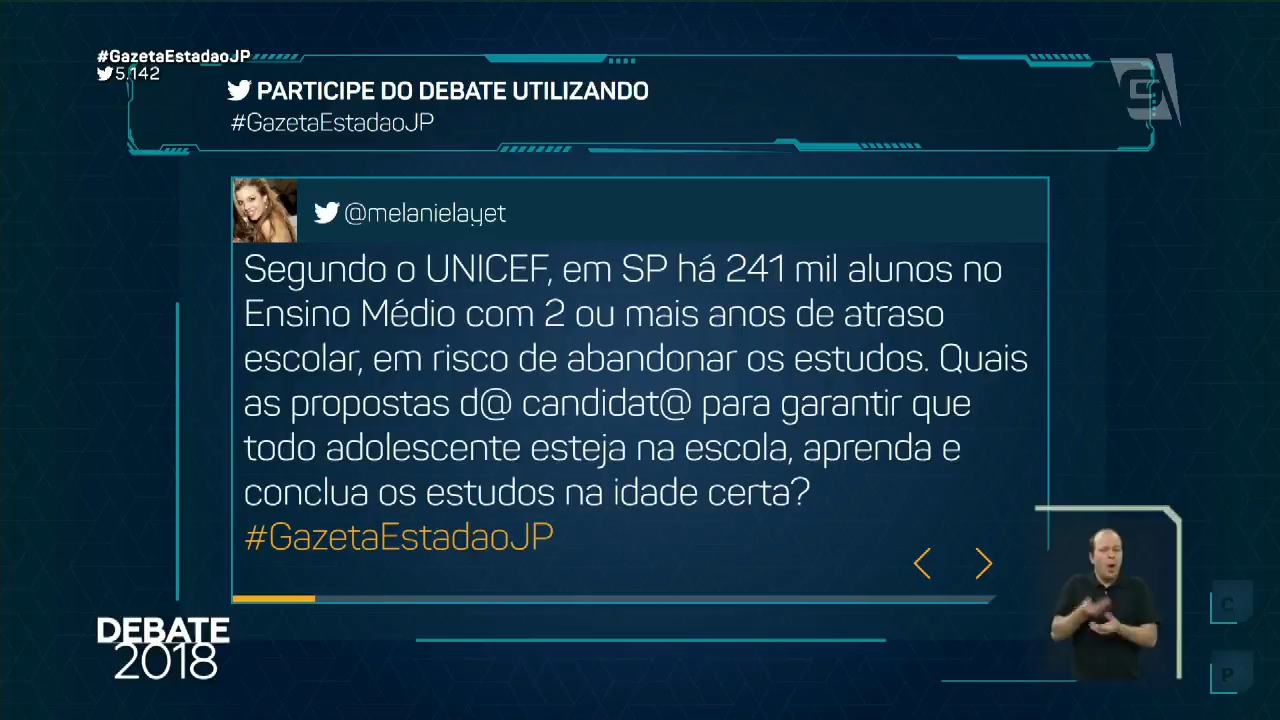 #GazetaEstadaoJP
5.142
PARTICIPE DO DEBATE UTILIZANDO
#GazetaEstadaoJP
@melanielayet
Segundo o UNICEF, em SP há 241 mil alunos no
Ensino Médio com 2 ou mais anos de atraso
escolar, em risco de abandonar os estudos. Quais
as propostas d@ candidat@ para garantir que
todo adolescente esteja na escola, aprenda e
conclua os estudos na idade certa?
#GazetaEstadaoJP
DEBATE
2018
C
P